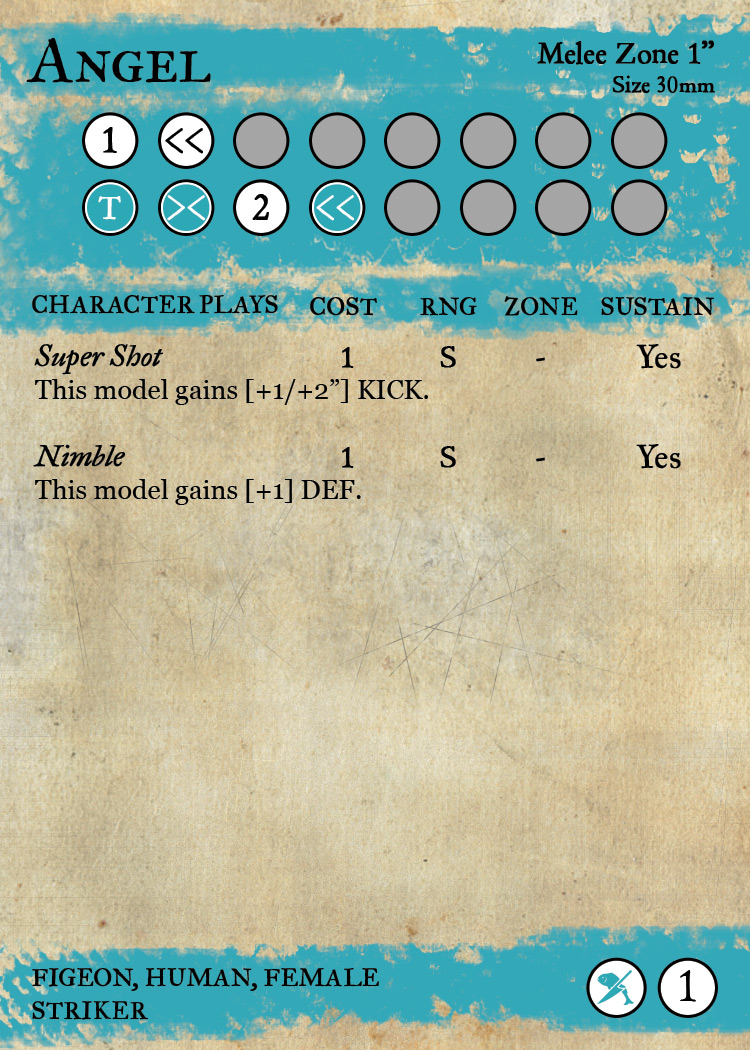 Angel
Melee Zone 1”
Size 30mm
1 <<
T >< 2 <<
CHARACTER PLAYS COST RNG ZONE SUSTAIN
Super Shot 1 S - Yes
This model gains [+1/+2”] KICK.
Nimble 1 S - Yes
This model gains [+1] DEF.
FIGEON, HUMAN, FEMALE
STRIKER
1